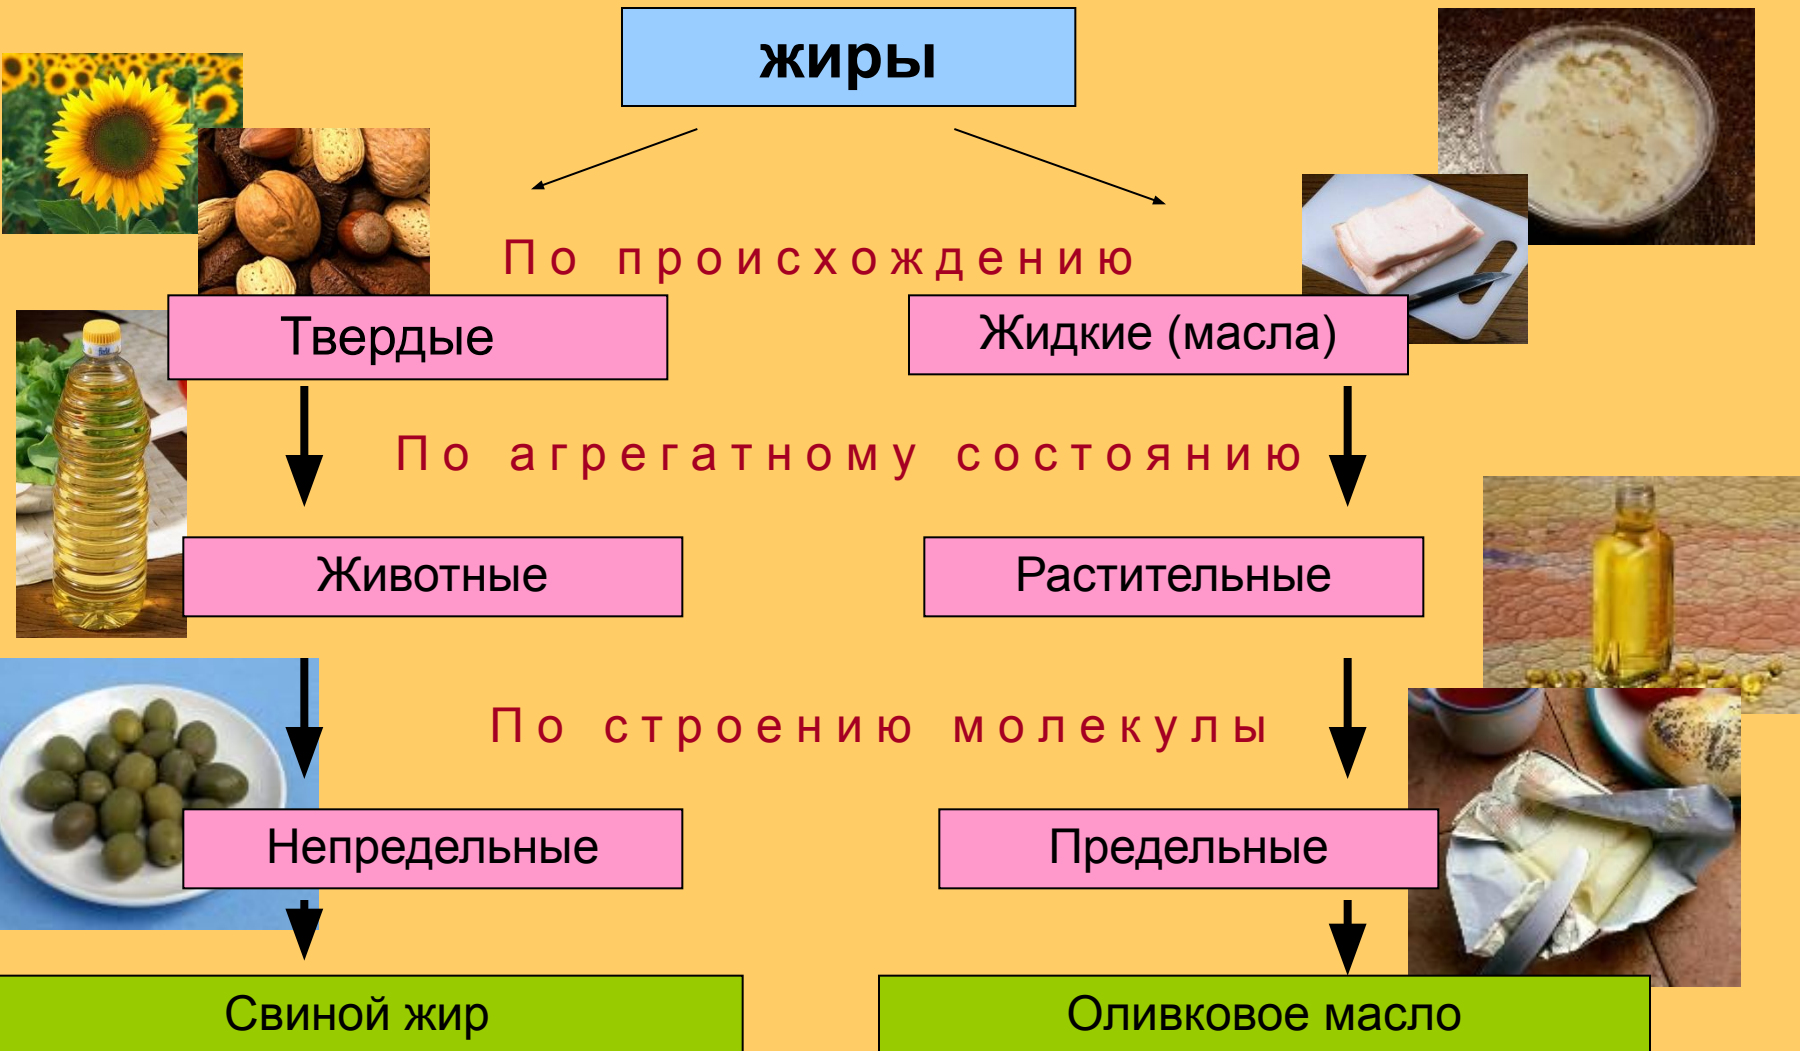 жиры
По происхождению
Твердые
Жидкие (масла)
По агрегатному состоянию
Животные
Растительные
По строению молекулы
Непредельные
Предельные
Свиной жир
Оливковое масло